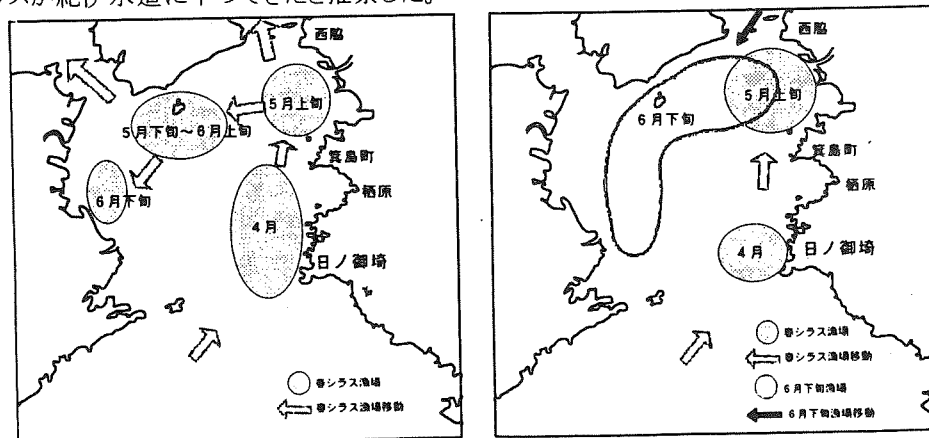 スが紀伊水道にやってきたと推察した。
西脇
5月上旬
5月下旬～6月上旬
箕島町
栖原
6月下旬
4月
日ノ御埼
春シラス漁場
春シラス漁場移動
西脇
5月上旬
6月下旬
箕島町
栖原
4月
日ノ御埼
春シラス漁場
春シラス漁場移動
6月下旬漁場
6月下旬漁場移動